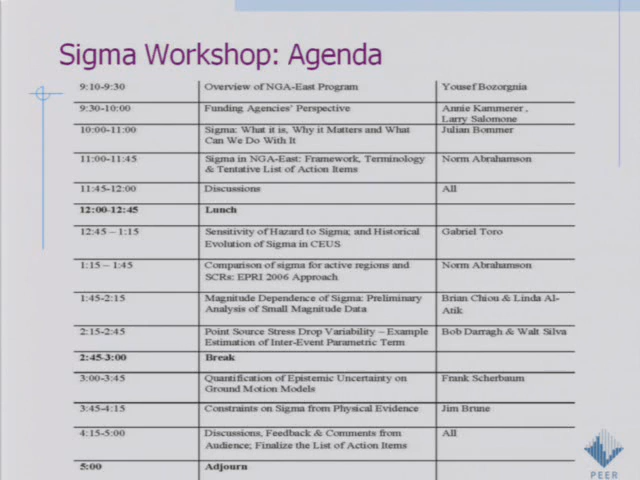 Sigma Workshop: Agenda
9:10-9:30 Overview of NGA-East Program Yousef Bozorgnia
9:30-10:00 Funding Agencies' Perspective Annie Kammerer ,
Larry Salomone
10:00-11:00 Sigma: What it is, Why it Matters and What Julian Bommer
Can We Do With It
11:00-11:45 Sigma in NGA-East: Framework, Terminology Norm Abrahamson
& Tentative List of Action Items
11:45-12:00 Discussions All
12:00-12:45 Lunch
12:45 – 1:15 Sensitivity of Hazard to Sigma; and Historical Gabriel Toro
Evolution of Sigma in CEUS
1:15 – 1:45 Comparison of sigma for active regions and Norm Abrahamson
SCRs: EPRI 2006 Approach
1:45-2:15 Magnitude Dependence of Sigma: Preliminary Brian Chiou & Linda Al-
Analysis of Small Magnitude Data Atik
2:15-2:45 Point Source Stress Drop Variability – Example Bob Darragh & Walt Silva
Estimation of Inter-Event Parametric Term
2:45-3:00 Break
3:00-3:45 Quantification of Epistemic Uncertainty on Frank Scherbaum
Ground Motion Models
3:45-4:15 Constraints on Sigma from Physical Evidence Jim Brune
4:15-5:00 Discussions, Feedback & Comments from All
Audience; Finalize the List of Action Items
5:00 Adjourn
PEER